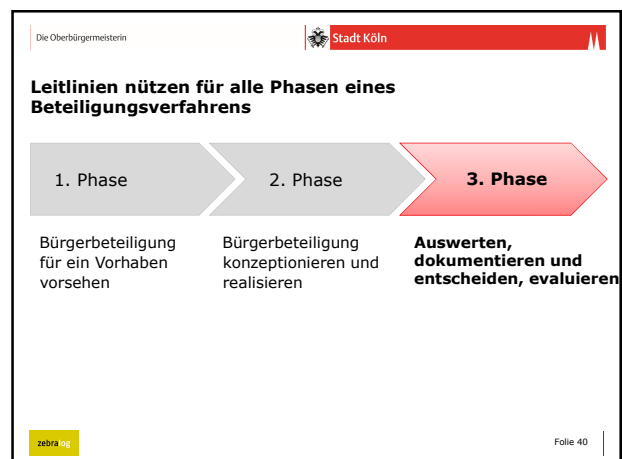 Die Oberbürgermeisterin
Stadt Köln
Leitlinien nützen für alle Phasen eines
Beteiligungsverfahrens
1. Phase
2. Phase
3. Phase
Bürgerbeteiligung
für ein Vorhaben
vorsehen
Bürgerbeteiligung
konzeptionieren und
realisieren
Auswerten,
dokumentieren und
entscheiden, evaluieren
zebralog
Folie 40